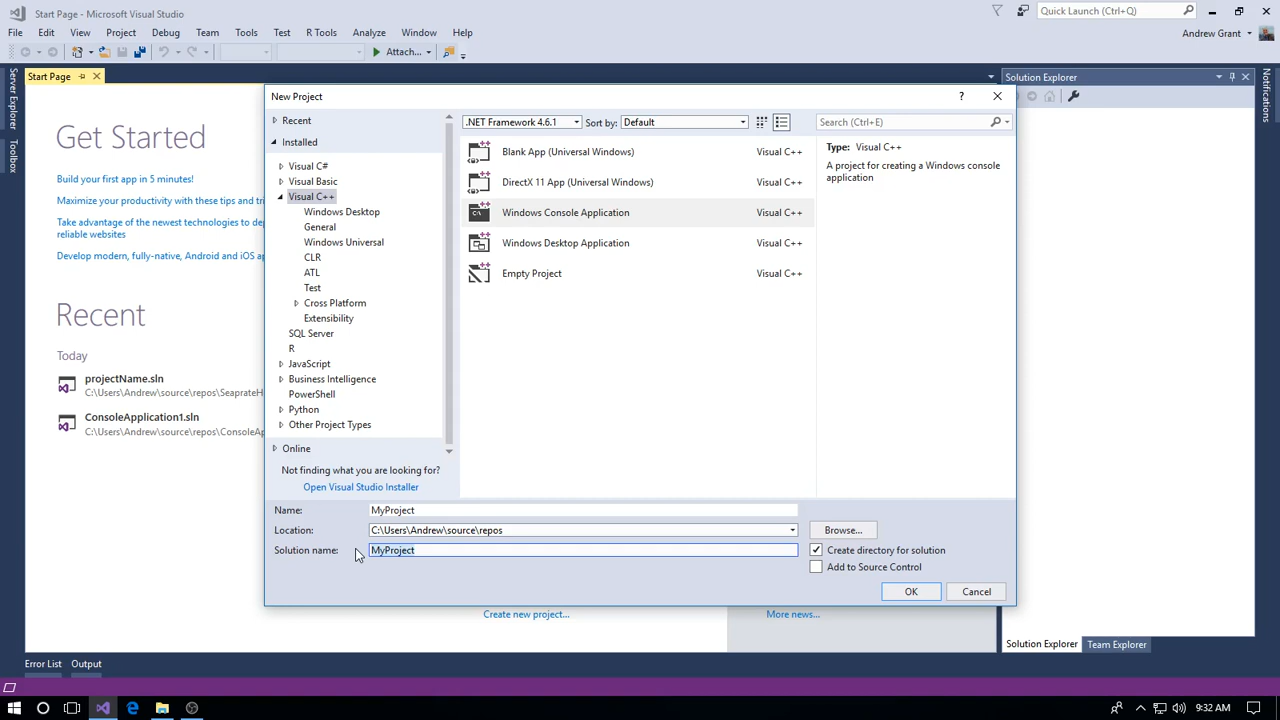 Start Page - Microsoft Visual Studio
Quick Launch (Ctrl+Q)
File Edit View Project Debug Team Tools Test R Tools Analyze Window Help
Andrew Grant
Attach...
Server Explorer
Toolbox
Start Page
Get Started
Build your first app in 5 minutes!
Maximize your productivity with these tips and tri
Take advantage of the newest technologies to dep
reliable websites
Develop modern, fully-native, Android and iOS ap
Recent
Today
projectName.sln
C:\Users\Andrew\source\repos\SeaprateH
ConsoleApplication1.sln
C:\Users\Andrew\source\repos\ConsoleAp
New Project
?
Recent
Installed
Visual C#
Visual Basic
Visual C++
Windows Desktop
General
Windows Universal
CLR
ATL
Test
Cross Platform
Extensibility
SQL Server
R
JavaScript
Business Intelligence
PowerShell
Python
Other Project Types
Online
Not finding what you are looking for?
Open Visual Studio Installer
.NET Framework 4.6.1 Sort by: Default
Search (Ctrl+E)
Blank App (Universal Windows) Visual C++
DirectX 11 App (Universal Windows) Visual C++
Windows Console Application Visual C++
Windows Desktop Application Visual C++
Empty Project Visual C++
Type: Visual C++
A project for creating a Windows console
application
Name: MyProject
Location: C:\Users\Andrew\source\repos
Browse...
Solution name: MyProject
Create directory for solution
Add to Source Control
OK Cancel
Create new project...
More news...
Solution Explorer
Notifications
Solution Explorer Team Explorer
Error List Output
9:32 AM